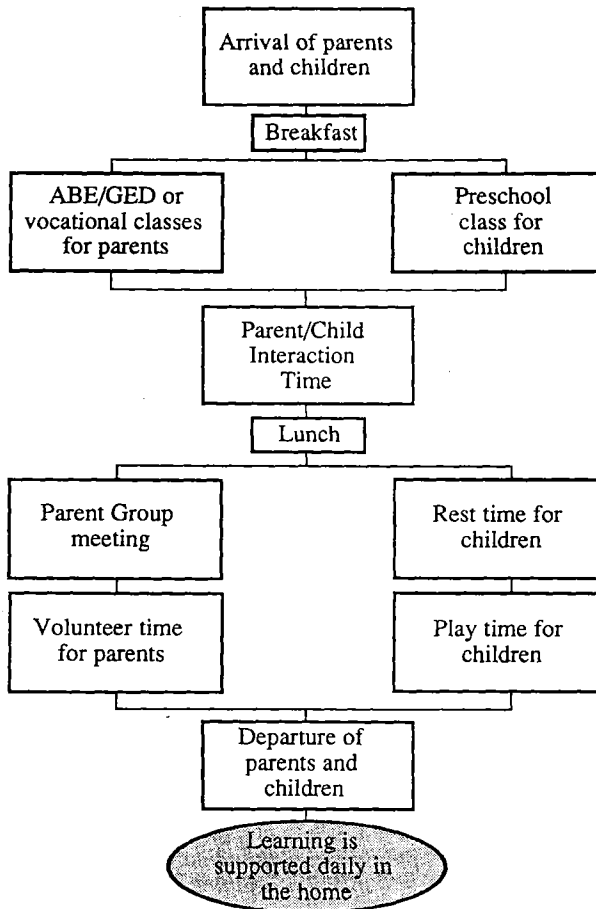 Arrival of parents
and children
Breakfast
ABE/GED or
vocational classes
for parents
Preschool
class for
children
Parent/Child
Interaction
Time
Lunch
Parent Group
meeting
Rest time for
children
Volunteer time
for parents
Play time for
children
Departure of
parents and
children
Learning is
supported daily in
the home